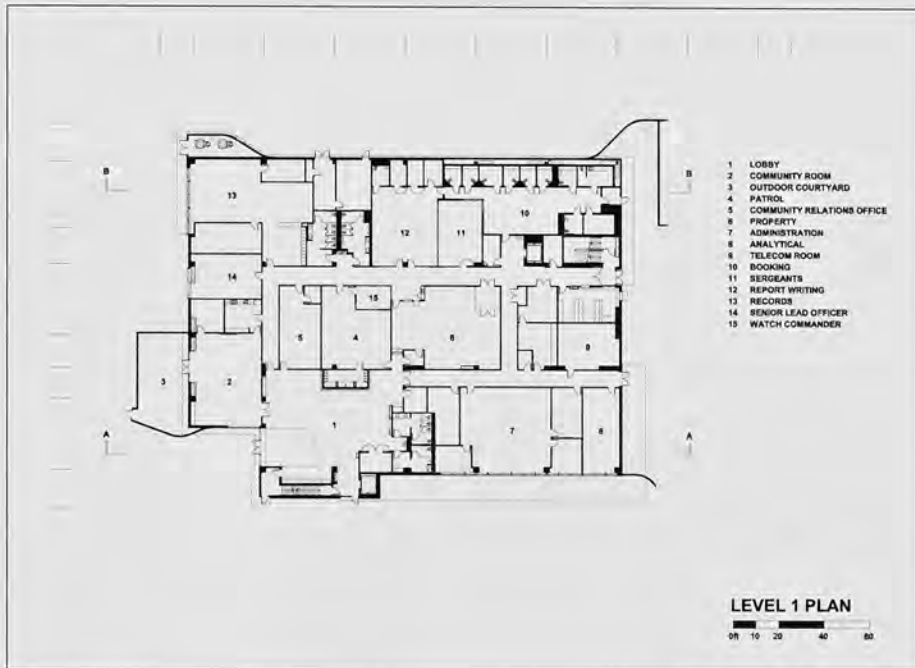 B
B
13
10
12
11
14
15
5
4
6
9
3
2
1
7
8
A
A
1 LOBBY
2 COMMUNITY ROOM
3 OUTDOOR COURTYARD
4 PATROL
5 COMMUNITY RELATIONS OFFICE
6 PROPERTY
7 ADMINISTRATION
8 ANALYTICAL
9 TELECOM ROOM
10 BOOKING
11 SERGEANTS
12 REPORT WRITING
13 RECORDS
14 SENIOR LEAD OFFICER
15 WATCH COMMANDER
LEVEL 1 PLAN
0ft 10 20 40 60